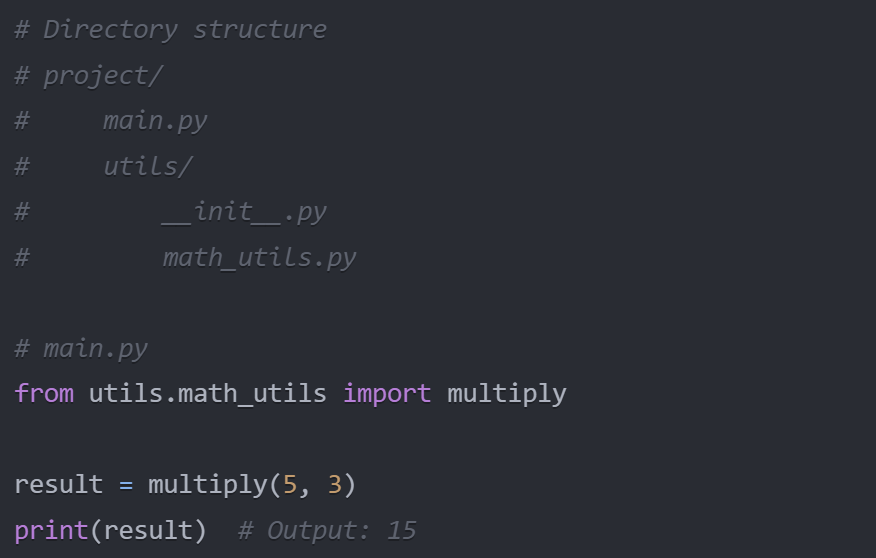 # Directory structure
# project/
#     main.py
#     utils/
#         __init__.py
#         math_utils.py
# main.py
from utils.math_utils import multiply
result = multiply(5, 3)
print(result)  # Output: 15